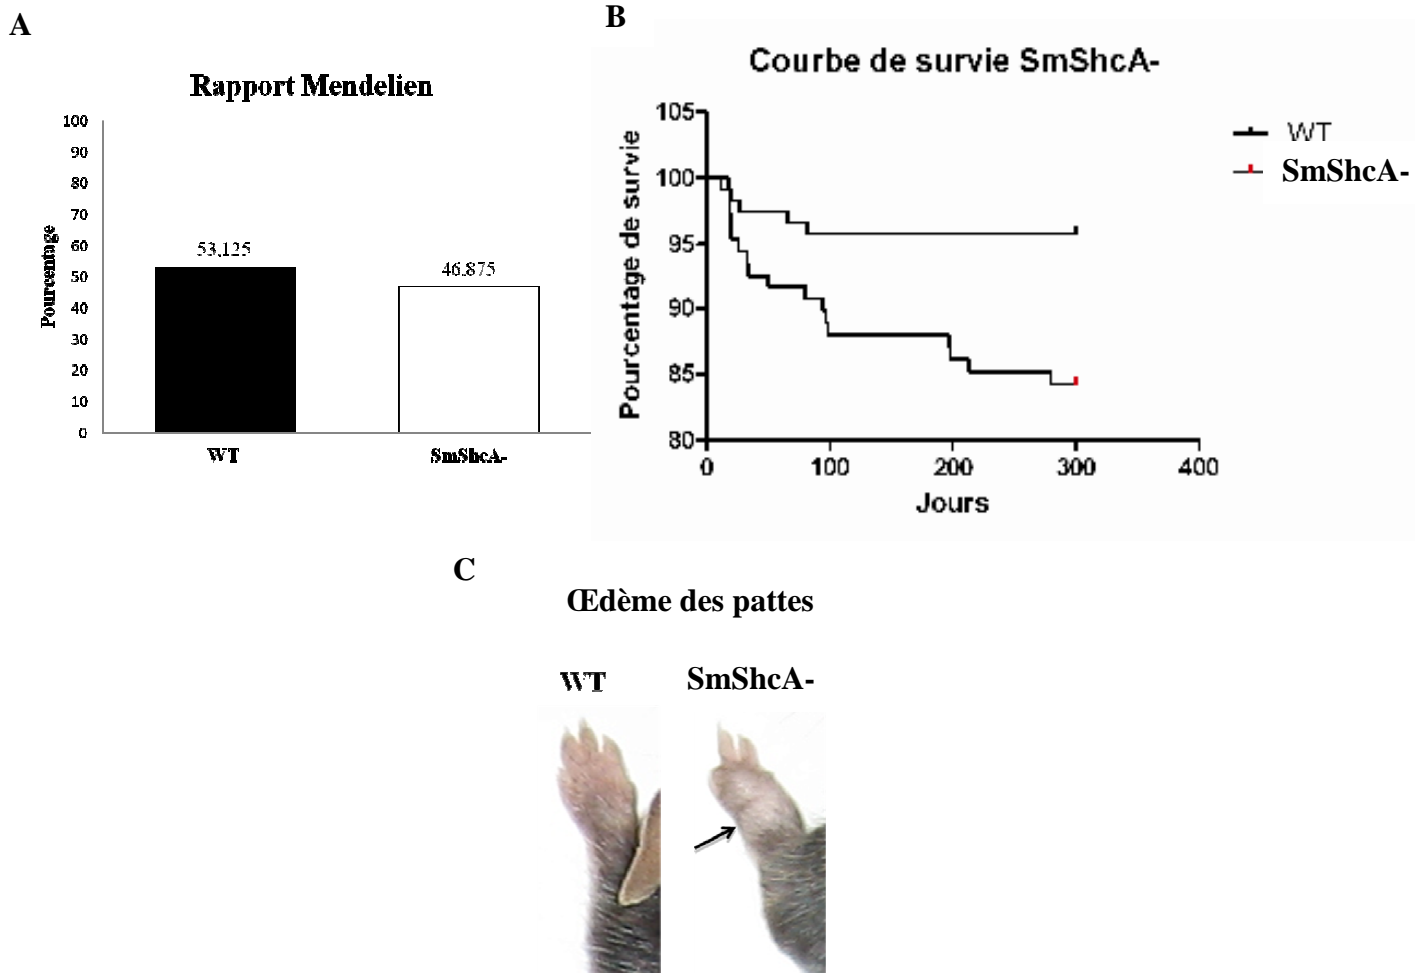 A
Rapport Mendelien
Pourcentage
100
90
80
70
60
50
40
30
20
10
0
53,125
46.875
WT
SmShcA-
B
Courbe de survie SmShcA-
Pourcentage de survie
105
100
95
90
85
80
0 100 200 300 400
Jours
WT
SmShcA-
C
Œdème des pattes
WT SmShcA-